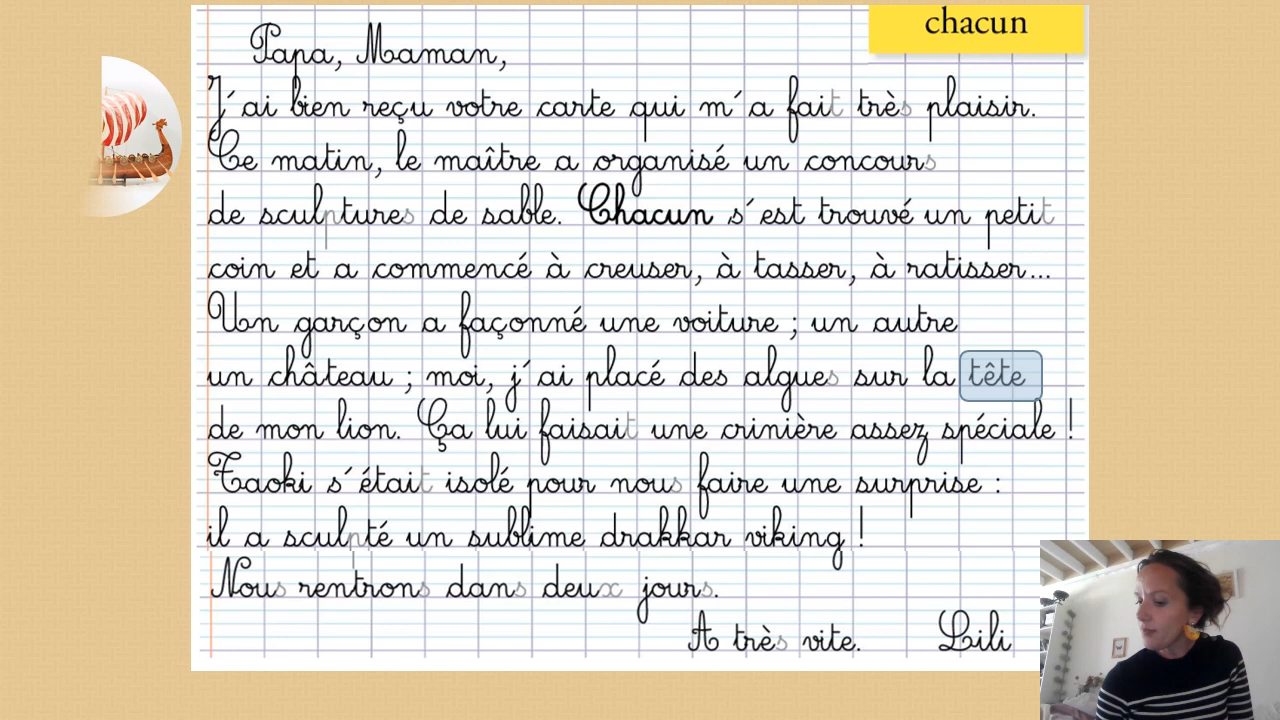 chacun
Papa, Maman,
J'ai bien reçu votre carte qui m'a fait très plaisir.
Ce matin, le maître a organisé un concours
de sculptures de sable. Chacun s'est trouvé un petit
coin et a commencé à creuser, à tasser, à ratisser...
Un garçon a façonné une voiture ; un autre
un château ; moi, j'ai placé des algues sur la tête
de mon lion. Ça lui faisait une crinière assez spéciale !
Taoki s'était isolé pour nous faire une surprise :
il a sculpté un sublime drakkar viking !
Nous rentrons dans deux jours.
A très vite. Lili